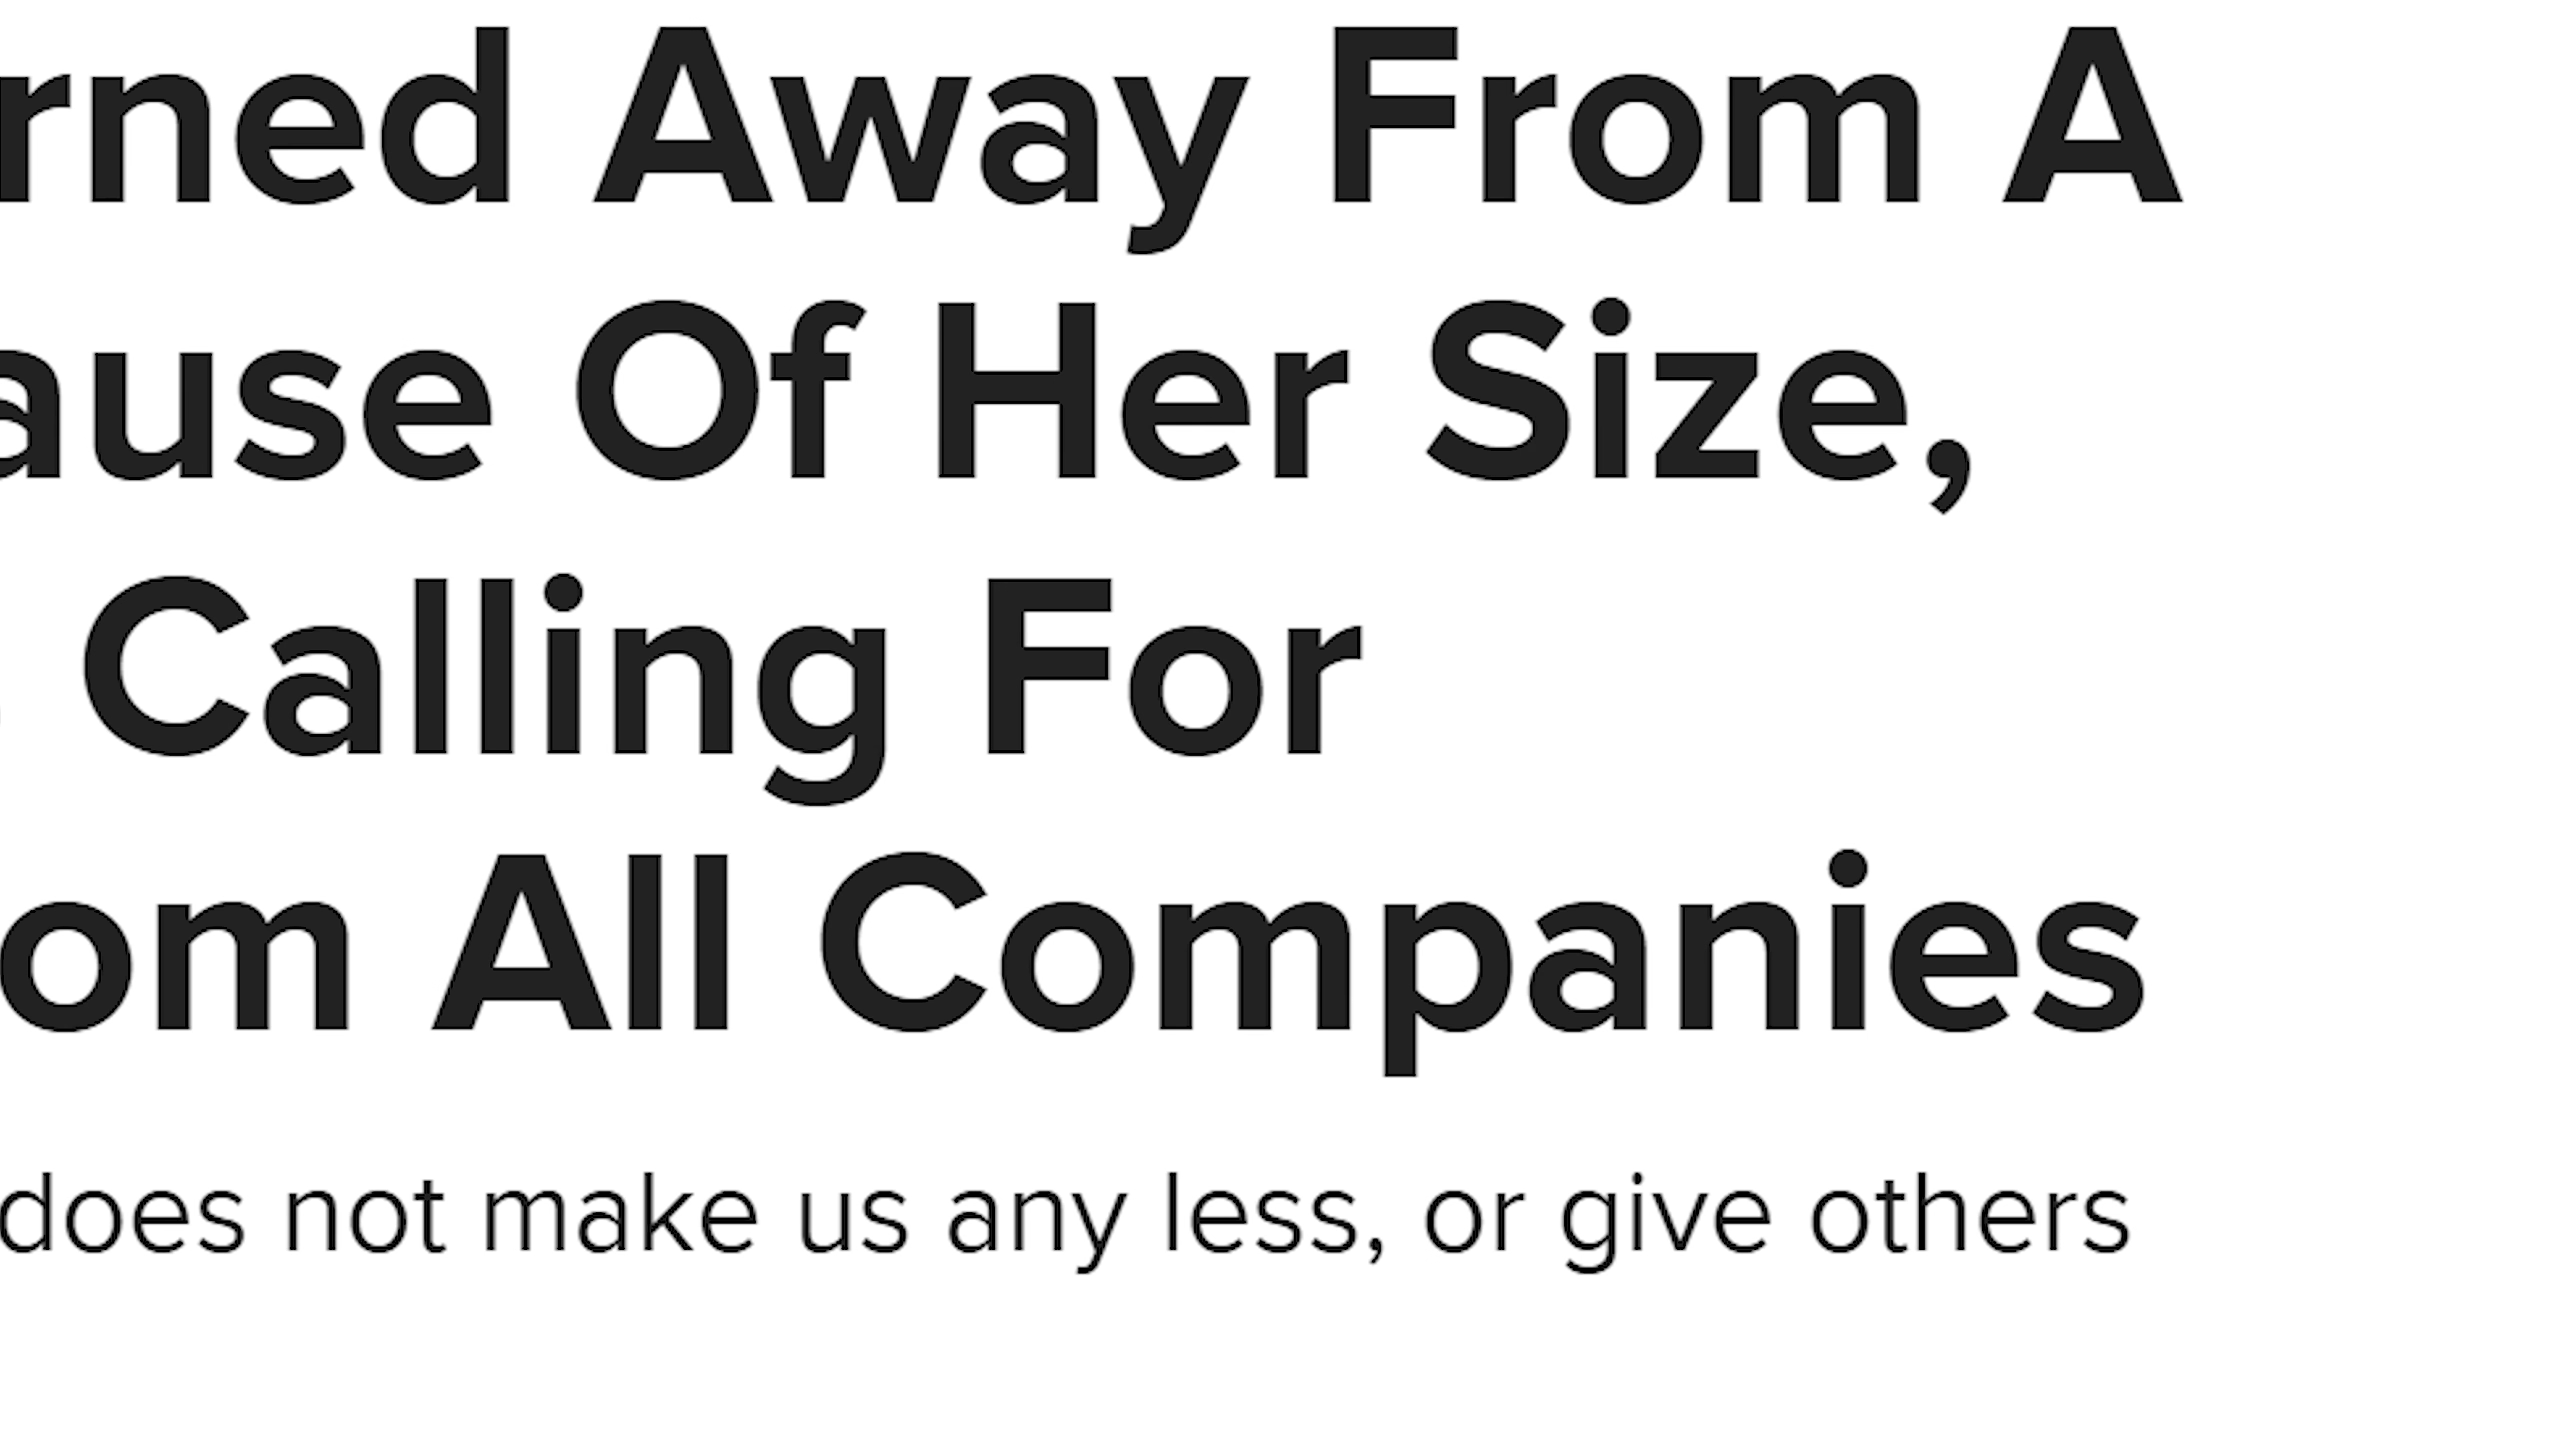 rned Away From A
ause Of Her Size,
Calling For
om All Companies
does not make us any less, or give others